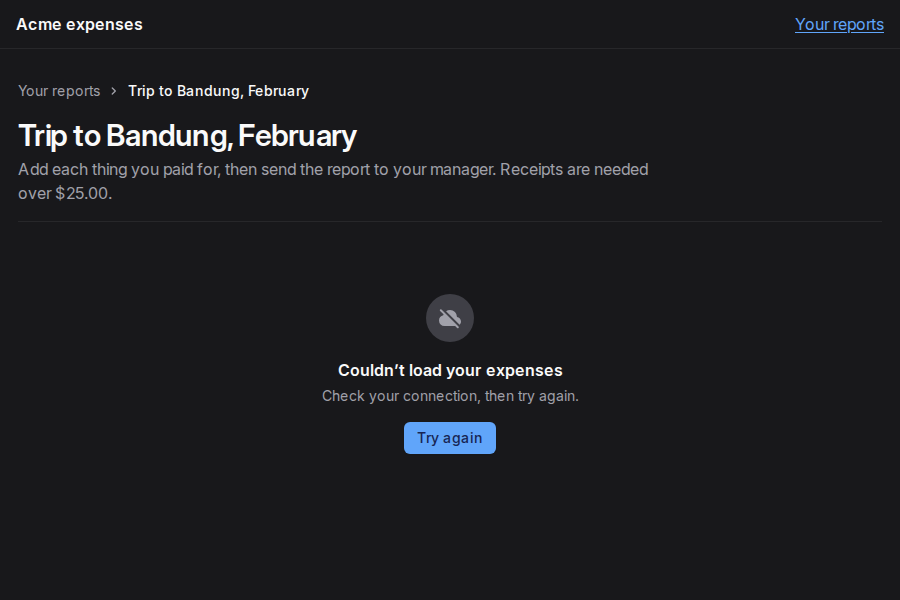 Acme expenses
Your reports
Your reports
Trip to Bandung, February
Trip to Bandung, February
Add each thing you paid for, then send the report to your manager. Receipts are needed
over $25.00.
Couldn’t load your expenses
Check your connection, then try again.
Try again